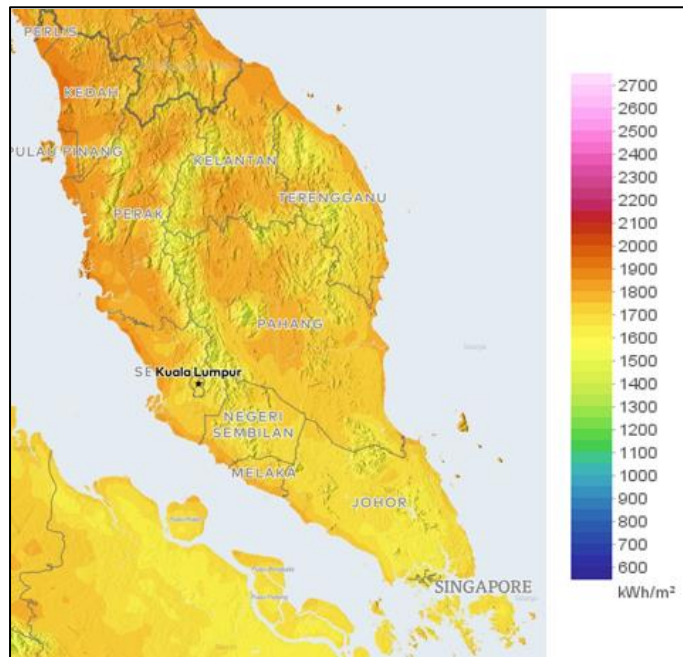 PERLIS
KEDAH
PULAU PINANG
KELANTAN
TERENGGANU
PERAK
PAHANG
SE
Kuala Lumpur
NEGERI
SEMBILAN
MELAKA
JOHOR
SINGAPORE
2700
2600
2500
2400
2300
2200
2100
2000
1900
1800
1700
1600
1500
1400
1300
1200
1100
1000
900
800
700
600
kWh/m²